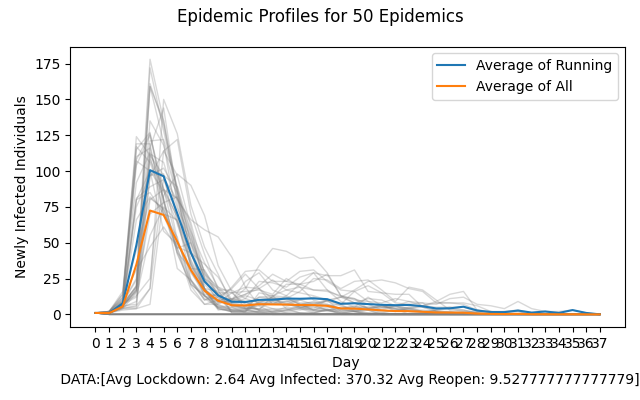 Epidemic Profiles for 50 Epidemics
Average of Running
Average of All
Newly Infected Individuals
175
150
125
100
75
50
25
0
0 1 2 3 4 5 6 7 8 9 10 11 12 13 14 15 16 17 18 19 20 21 22 23 24 25 26 27 28 29 30 31 32 33 34 35 36 37
Day
DATA:[Avg Lockdown: 2.64 Avg Infected: 370.32 Avg Reopen: 9.527777777777779]